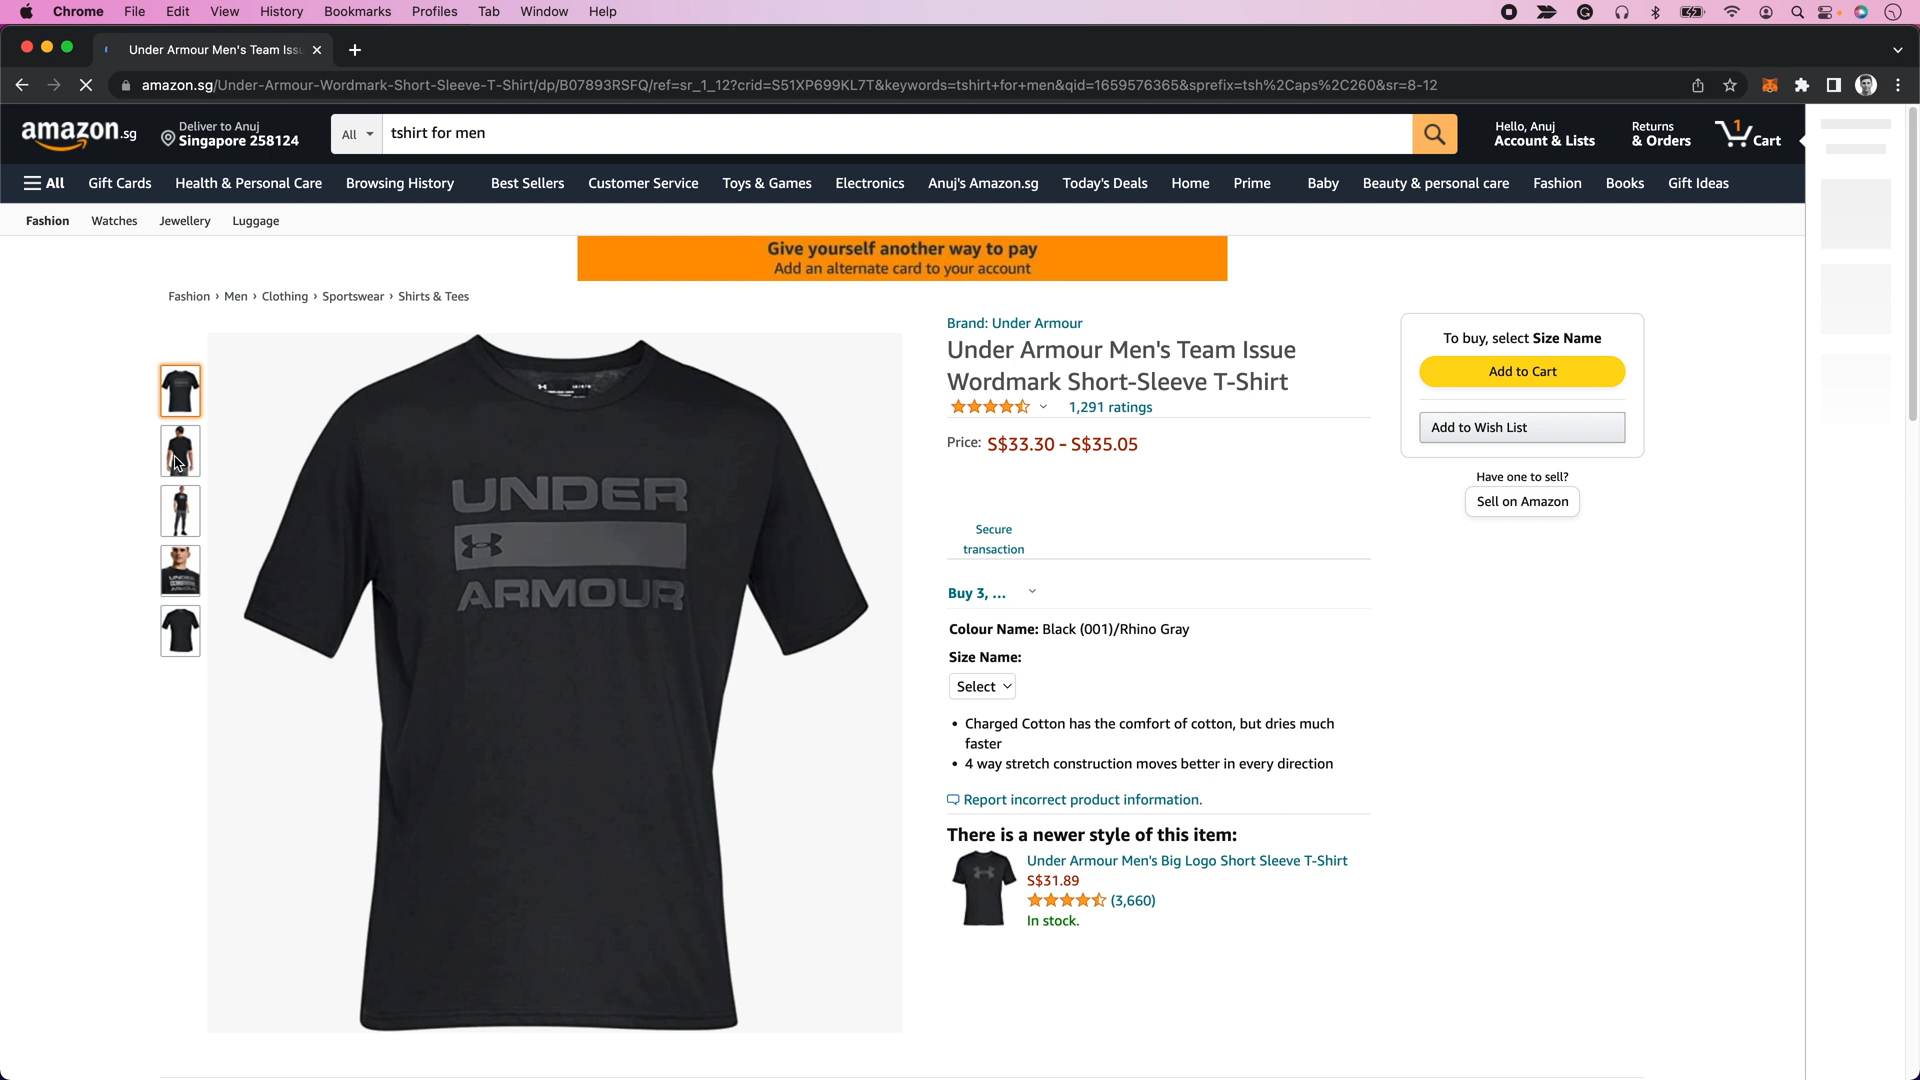 Chrome File Edit View History Bookmarks Profiles Tab Window Help
Under Armour Men's Team Issu
amazon.sg/Under-Armour-Wordmark-Short-Sleeve-T-Shirt/dp/B07893RSFQ/ref=sr_1_12?crid=S51XP699KL7T&keywords=tshirt+for+men&qid=1659576365&sprefix=tsh%2Caps%2C260&sr=8-12
amazon.sg
Deliver to Anuj
Singapore 258124
All
tshirt for men
Hello, Anuj
Account & Lists
Returns
& Orders
1
Cart
All Gift Cards Health & Personal Care Browsing History Best Sellers Customer Service Toys & Games Electronics Anuj's Amazon.sg Today's Deals Home Prime Baby Beauty & personal care Fashion Books Gift Ideas
Fashion Watches Jewellery Luggage
Give yourself another way to pay
Add an alternate card to your account
Fashion › Men › Clothing › Sportswear › Shirts & Tees
UNDER
ARMOUR
Brand: Under Armour
Under Armour Men's Team Issue
Wordmark Short-Sleeve T-Shirt
1,291 ratings
Price: S$33.30 - S$35.05
Secure
transaction
Buy 3, ...
Colour Name: Black (001)/Rhino Gray
Size Name:
Select
• Charged Cotton has the comfort of cotton, but dries much
faster
• 4 way stretch construction moves better in every direction
Report incorrect product information.
There is a newer style of this item:
Under Armour Men's Big Logo Short Sleeve T-Shirt
S$31.89
(3,660)
In stock.
To buy, select Size Name
Add to Cart
Add to Wish List
Have one to sell?
Sell on Amazon